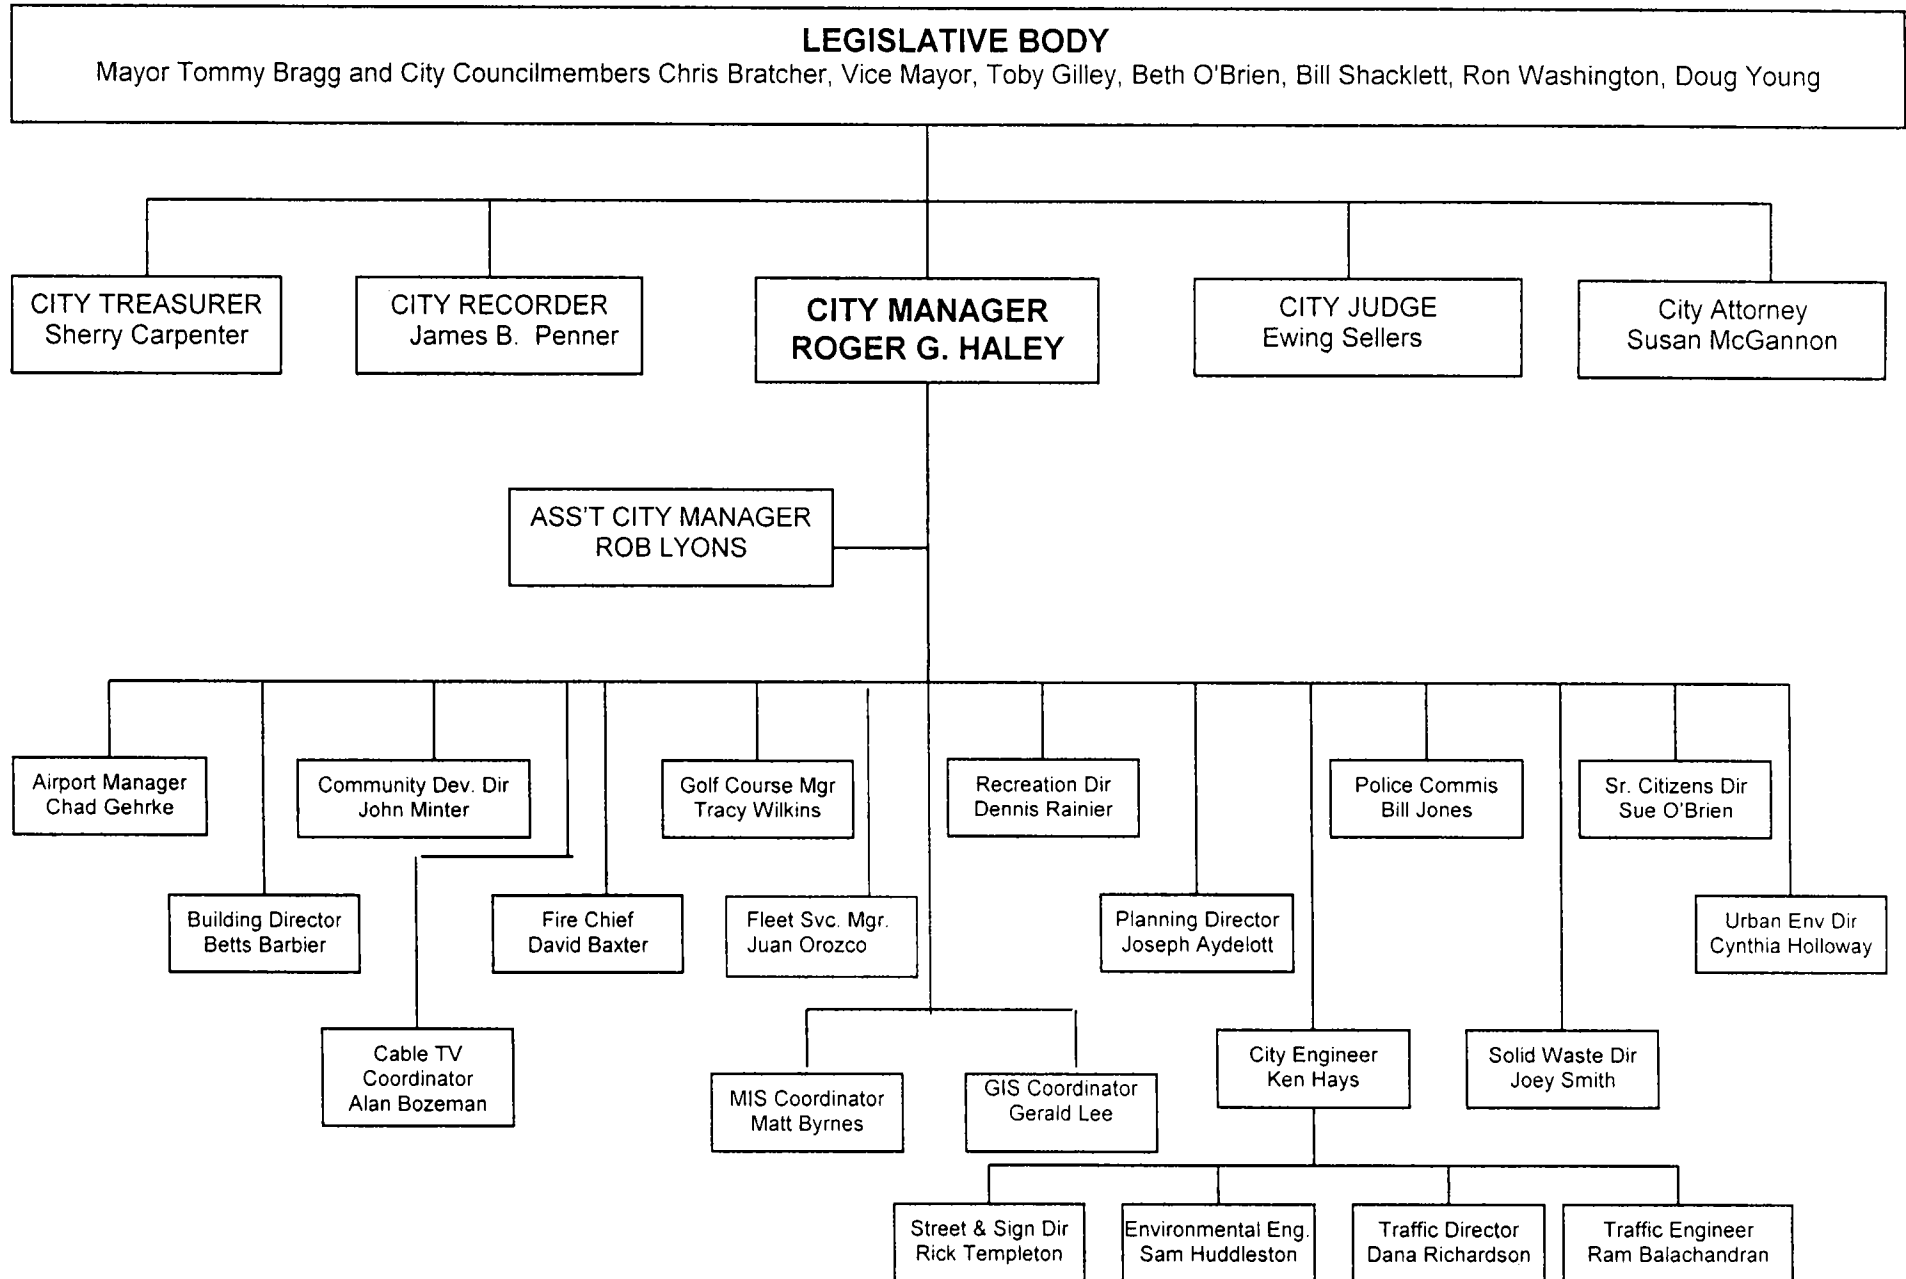 LEGISLATIVE BODY
Mayor Tommy Bragg and City Councilmembers Chris Bratcher, Vice Mayor, Toby Gilley, Beth O'Brien, Bill Shacklett, Ron Washington, Doug Young
CITY TREASURER
Sherry Carpenter
CITY RECORDER
James B. Penner
CITY MANAGER
ROGER G. HALEY
CITY JUDGE
Ewing Sellers
City Attorney
Susan McGannon
ASS'T CITY MANAGER
ROB LYONS
Airport Manager
Chad Gehrke
Community Dev. Dir
John Minter
Golf Course Mgr
Tracy Wilkins
Recreation Dir
Dennis Rainier
Police Commis
Bill Jones
Sr. Citizens Dir
Sue O'Brien
Building Director
Betts Barbier
Fire Chief
David Baxter
Fleet Svc. Mgr.
Juan Orozco
Planning Director
Joseph Aydelott
Urban Env Dir
Cynthia Holloway
Cable TV
Coordinator
Alan Bozeman
MIS Coordinator
Matt Byrnes
GIS Coordinator
Gerald Lee
City Engineer
Ken Hays
Solid Waste Dir
Joey Smith
Street & Sign Dir
Rick Templeton
Environmental Eng.
Sam Huddleston
Traffic Director
Dana Richardson
Traffic Engineer
Ram Balachandran